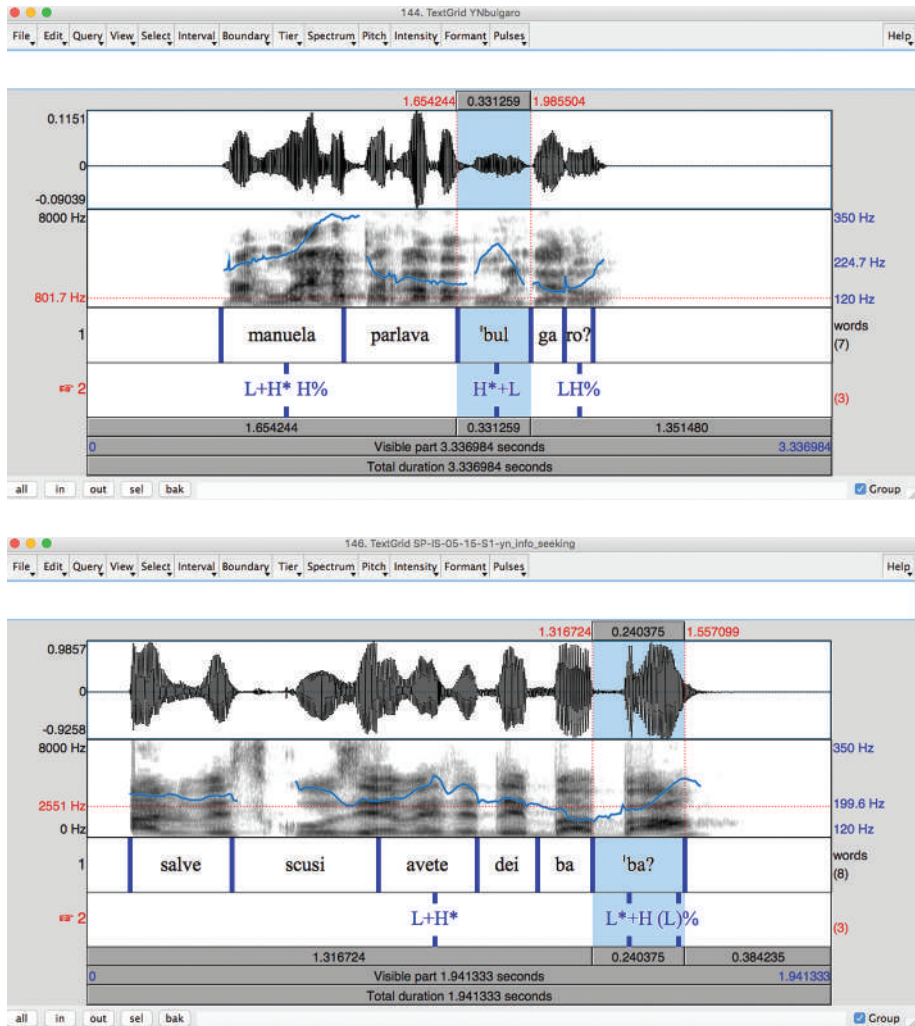 144. TextGrid YNbulgaro
File Edit Query View Select Interval Boundary Tier Spectrum Pitch Intensity Formant Pulses Help
1.654244 0.331259 1.985504
0.1151
0
-0.09039
8000 Hz 350 Hz
224.7 Hz
801.7 Hz 120 Hz
1 manuela parlava ˈbul ga ro? words
(7)
2 L+H* H% H*+L LH% (3)
1.654244 0.331259 1.351480
0 Visible part 3.336984 seconds 3.336984
Total duration 3.336984 seconds
all in out sel bak Group
146. TextGrid SP-IS-05-15-S1-yn_info_seeking
File Edit Query View Select Interval Boundary Tier Spectrum Pitch Intensity Formant Pulses Help
1.316724 0.240375 1.557099
0.9857
0
-0.9258
8000 Hz 350 Hz
2551 Hz 199.6 Hz
0 Hz 120 Hz
1 salve scusi avete dei ba ˈba? words
(8)
2 L+H* L*+H (L)% (3)
1.316724 0.240375 0.384235
0 Visible part 1.941333 seconds 1.941333
Total duration 1.941333 seconds
all in out sel bak Group